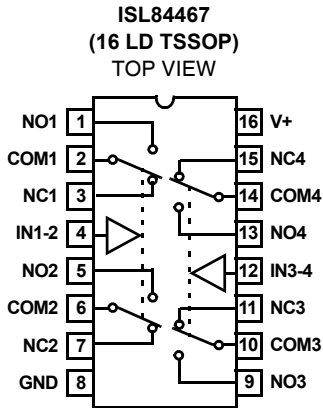 ISL84467
(16 LD TSSOP)
TOP VIEW
NO1 1 16 V+
COM1 2 15 NC4
NC1 3 14 COM4
IN1-2 4 13 NO4
NO2 5 12 IN3-4
COM2 6 11 NC3
NC2 7 10 COM3
GND 8 9 NO3